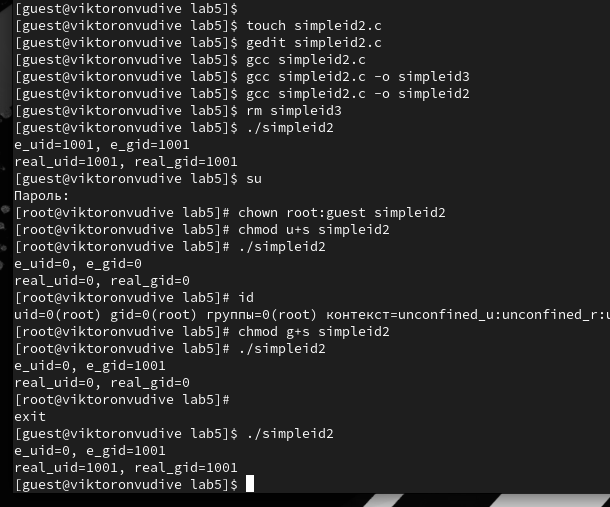 [guest@viktoronvudive lab5]$
[guest@viktoronvudive lab5]$ touch simpleid2.c
[guest@viktoronvudive lab5]$ gedit simpleid2.c
[guest@viktoronvudive lab5]$ gcc simpleid2.c
[guest@viktoronvudive lab5]$ gcc simpleid2.c -o simpleid3
[guest@viktoronvudive lab5]$ gcc simpleid2.c -o simpleid2
[guest@viktoronvudive lab5]$ rm simpleid3
[guest@viktoronvudive lab5]$ ./simpleid2
e_uid=1001, e_gid=1001
real_uid=1001, real_gid=1001
[guest@viktoronvudive lab5]$ su
Пароль:
[root@viktoronvudive lab5]# chown root:guest simpleid2
[root@viktoronvudive lab5]# chmod u+s simpleid2
[root@viktoronvudive lab5]# ./simpleid2
e_uid=0, e_gid=0
real_uid=0, real_gid=0
[root@viktoronvudive lab5]# id
uid=0(root) gid=0(root) группы=0(root) контекст=unconfined_u:unconfined_r:u
[root@viktoronvudive lab5]# chmod g+s simpleid2
[root@viktoronvudive lab5]# ./simpleid2
e_uid=0, e_gid=1001
real_uid=0, real_gid=0
[root@viktoronvudive lab5]#
exit
[guest@viktoronvudive lab5]$ ./simpleid2
e_uid=0, e_gid=1001
real_uid=1001, real_gid=1001
[guest@viktoronvudive lab5]$